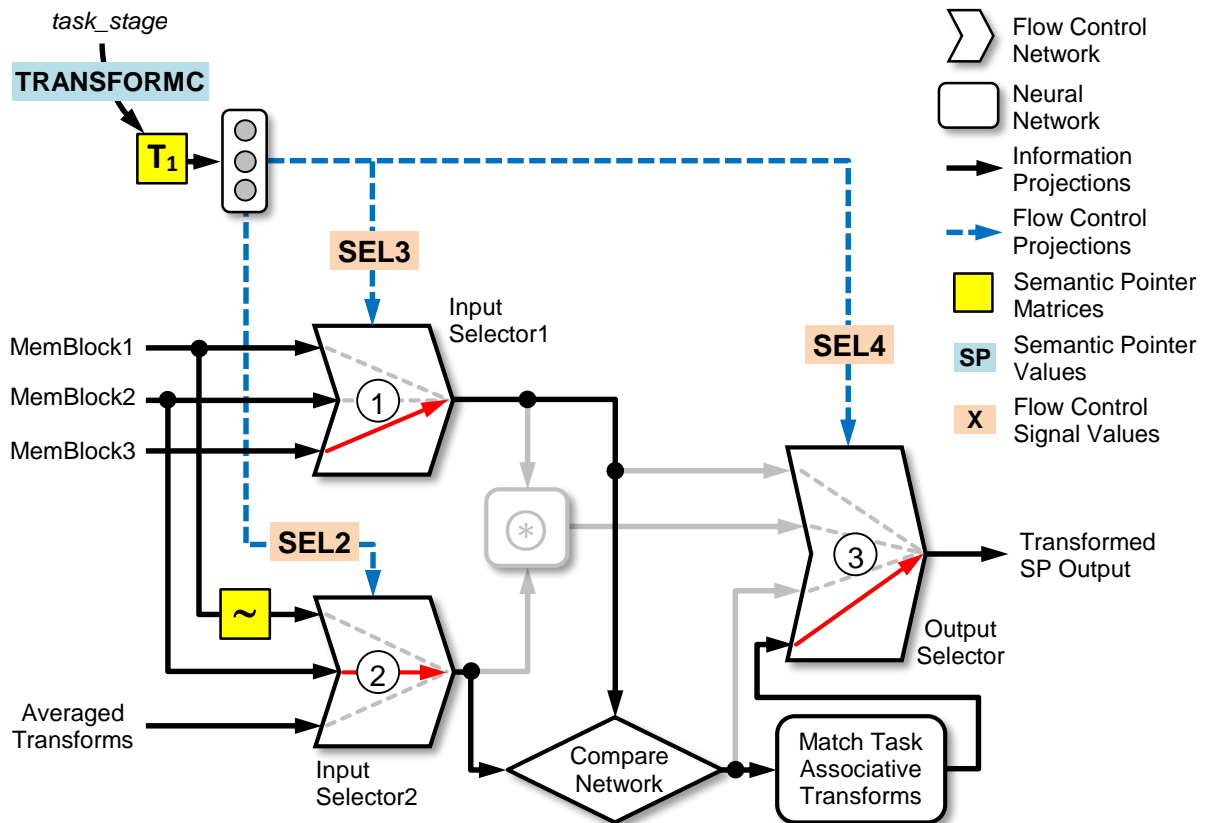 task_stage
TRANSFORMC
T1
SEL3
Input
Selector1
MemBlock1
MemBlock2
MemBlock3
1
SEL4
SEL2
~
2
Averaged
Transforms
Input
Selector2
⊛
Compare
Network
Match Task
Associative
Transforms
3
Output
Selector
Transformed
SP Output
Flow Control
Network
Neural
Network
Information
Projections
Flow Control
Projections
Semantic Pointer
Matrices
SP
Semantic Pointer
Values
X
Flow Control
Signal Values